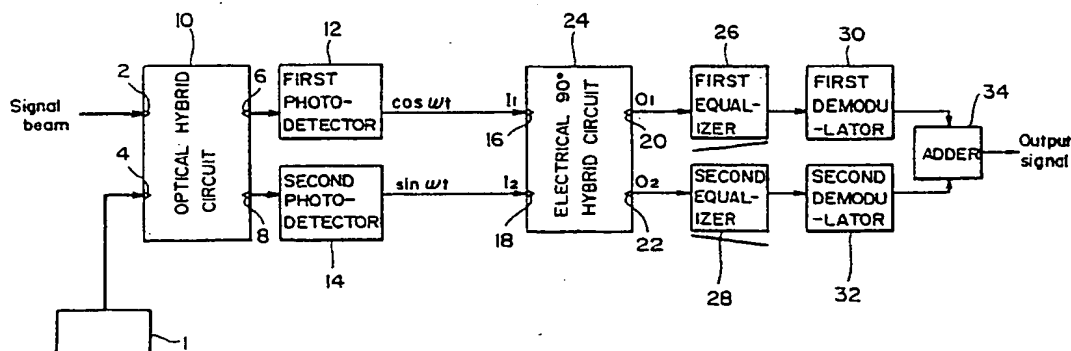 10
12
24
26
30
34
2
6
4
8
Signal
beam
OPTICAL HYBRID
CIRCUIT
FIRST
PHOTO-
DETECTOR
cos ωt
I1
16
ELECTRICAL 90°
HYBRID CIRCUIT
O1
20
FIRST
EQUAL-
IZER
FIRST
DEMODU
-LATOR
ADDER
Output
signal
SECOND
PHOTO-
DETECTOR
sin ωt
I2
18
O2
22
SECOND
EQUAL-
IZER
SECOND
DEMODU
-LATOR
14
28
32
1